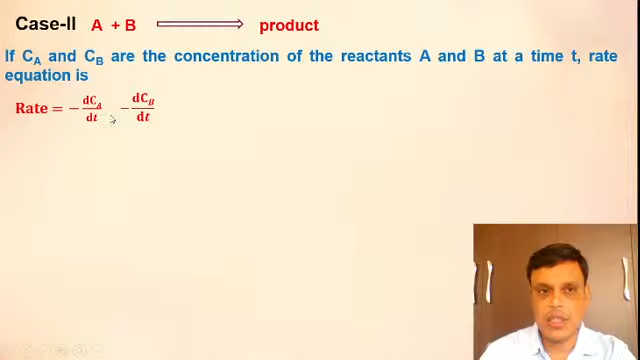 Case-II A + B ⟹ product
If C_A and C_B are the concentration of the reactants A and B at a time t, rate
equation is
Rate = − dC_A/dt − dC_B/dt